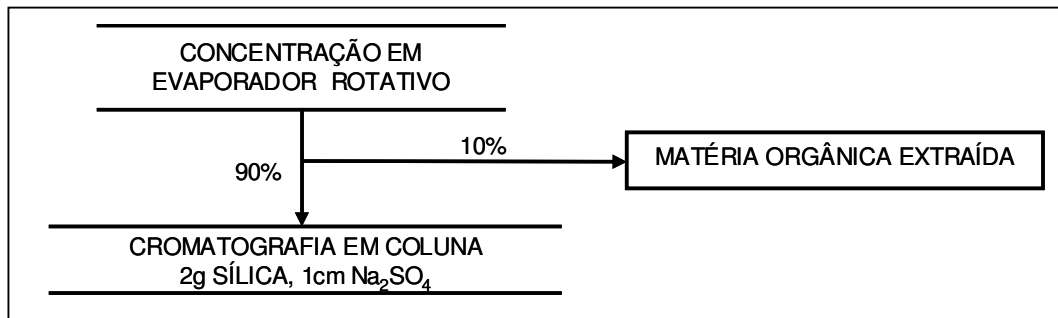 CONCENTRAÇÃO EM
EVAPORADOR ROTATIVO
10%
MATÉRIA ORGÂNICA EXTRAÍDA
90%
CROMATOGRAFIA EM COLUNA
2g SÍLICA, 1cm Na₂SO₄